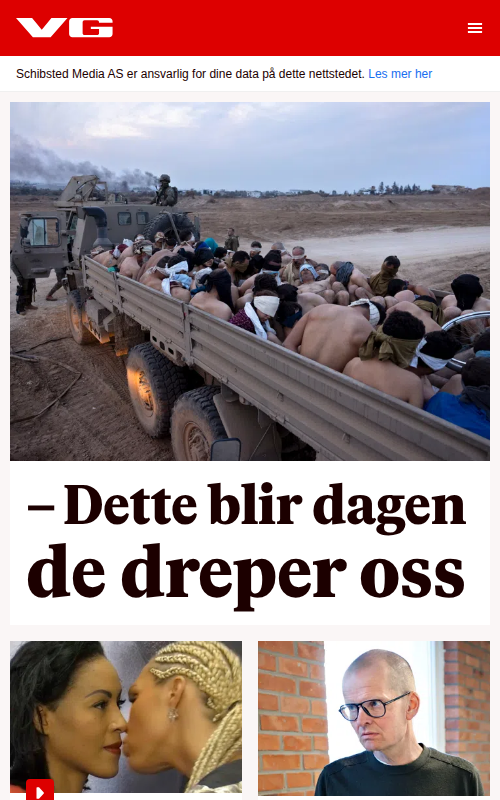 VG
Schibsted Media AS er ansvarlig for dine data på dette nettstedet. Les mer her
– Dette blir dagen
de dreper oss